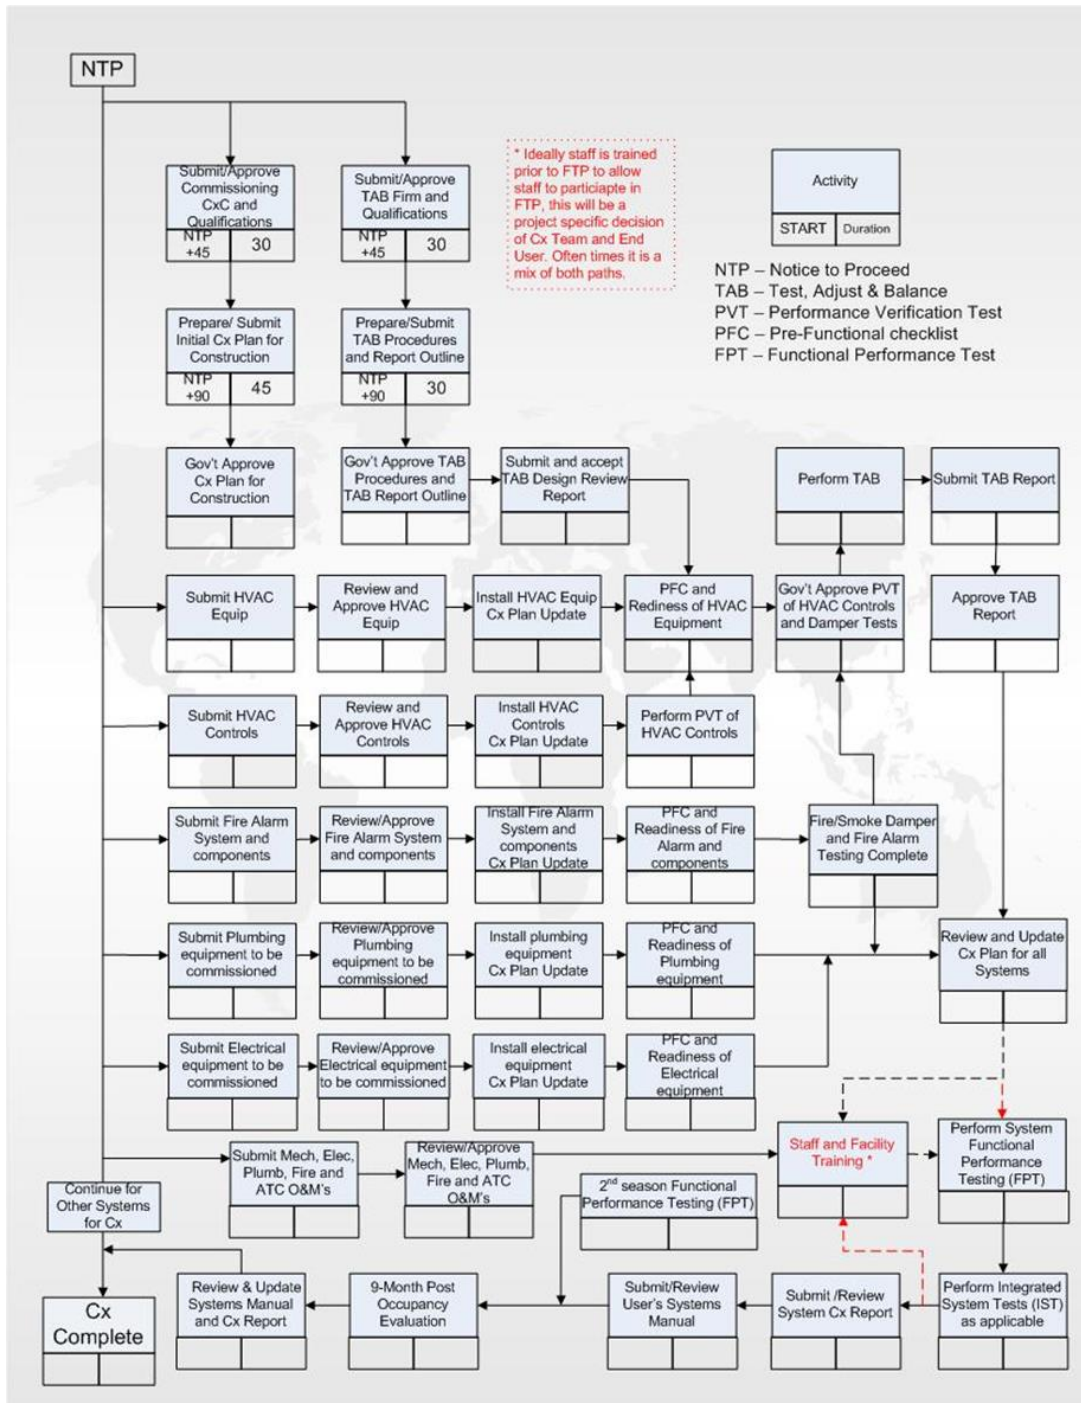 NTP
Submit/Approve
Commissioning
CxC and
Qualifications
NTP
+45
30
Submit/Approve
TAB Firm and
Qualifications
NTP
+45
30
* Ideally staff is trained
prior to FTP to allow
staff to particiapte in
FTP, this will be a
project specific decision
of Cx Team and End
User. Often times it is a
mix of both paths.
Activity
START
Duration
NTP – Notice to Proceed
TAB – Test, Adjust & Balance
PVT – Performance Verification Test
PFC – Pre-Functional checklist
FPT – Functional Performance Test
Prepare/ Submit
Initial Cx Plan for
Construction
NTP
+90
45
Prepare/Submit
TAB Procedures
and Report Outline
NTP
+90
30
Gov't Approve
Cx Plan for
Construction
Gov't Approve TAB
Procedures and
TAB Report Outline
Submit and accept
TAB Design Review
Report
Perform TAB
Submit TAB Report
Submit HVAC
Equip
Review and
Approve HVAC
Equip
Install HVAC Equip
Cx Plan Update
PFC and
Rediness of HVAC
Equipment
Gov't Approve PVT
of HVAC Controls
and Damper Tests
Approve TAB
Report
Submit HVAC
Controls
Review and
Approve HVAC
Controls
Install HVAC
Controls
Cx Plan Update
Perform PVT of
HVAC Controls
Submit Fire Alarm
System and
components
Review/Approve
Fire Alarm System
and components
Install Fire Alarm
System and
components
Cx Plan Update
PFC and
Readiness of Fire
Alarm and
components
Fire/Smoke Damper
and Fire Alarm
Testing Complete
Submit Plumbing
equipment to be
commissioned
Review/Approve
Plumbing
equipment to be
commissioned
Install plumbing
equipment
Cx Plan Update
PFC and
Readiness of
Plumbing
equipment
Review and Update
Cx Plan for all
Systems
Submit Electrical
equipment to be
commissioned
Review/Approve
Electrical equipment
to be commissioned
Install electrical
equipment
Cx Plan Update
PFC and
Readiness of
Electrical
equipment
Submit Mech, Elec,
Plumb, Fire and
ATC O&M's
Review/Approve
Mech, Elec, Plumb,
Fire and ATC
O&M's
Staff and Facility
Training *
Perform System
Functional
Performance
Testing (FPT)
Continue for
Other Systems
for Cx
2nd season Functional
Performance Testing (FPT)
Cx
Complete
Review & Update
Systems Manual
and Cx Report
9-Month Post
Occupancy
Evaluation
Submit/Review
User's Systems
Manual
Submit /Review
System Cx Report
Perform Integrated
System Tests (IST)
as applicable